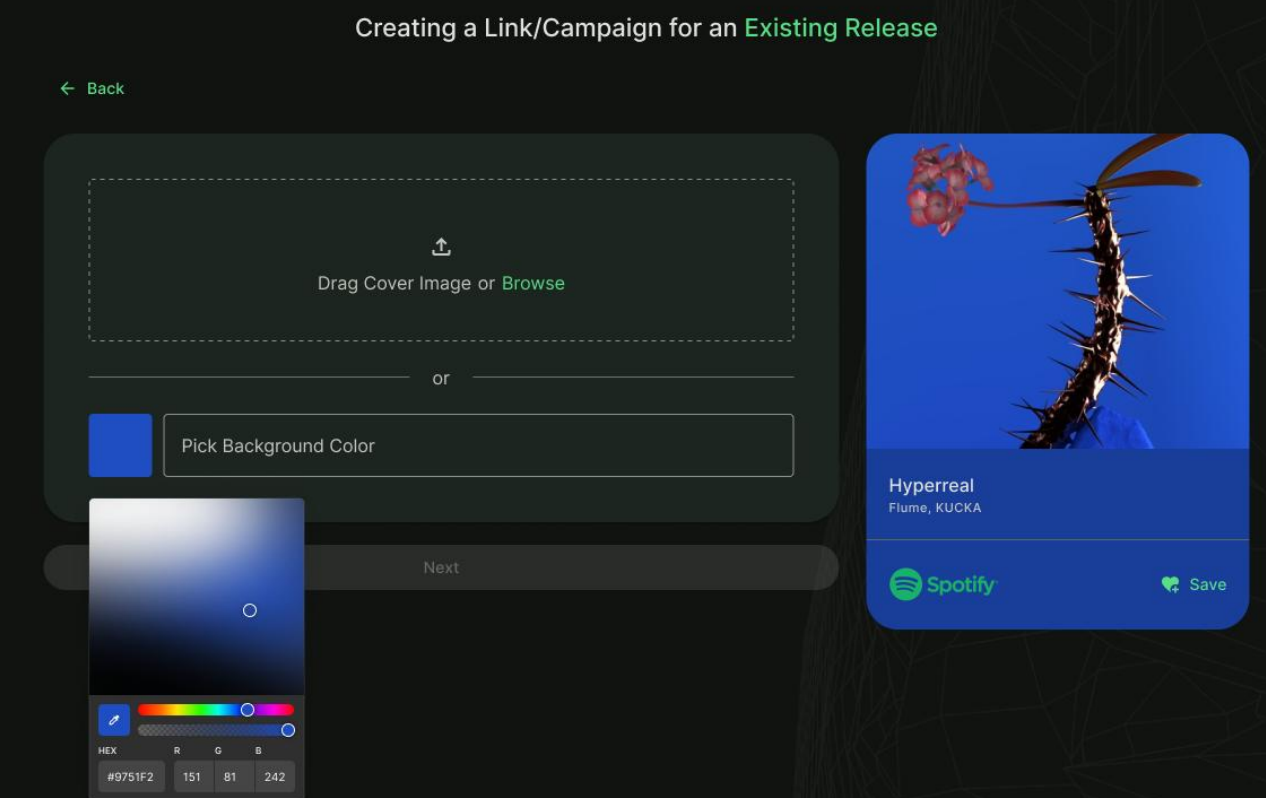 Creating a Link/Campaign for an Existing Release
Back
Drag Cover Image or Browse
or
Pick Background Color
Next
HEX R G B
#9751F2 151 81 242
Hyperreal
Flume, KUCKA
Spotify
Save